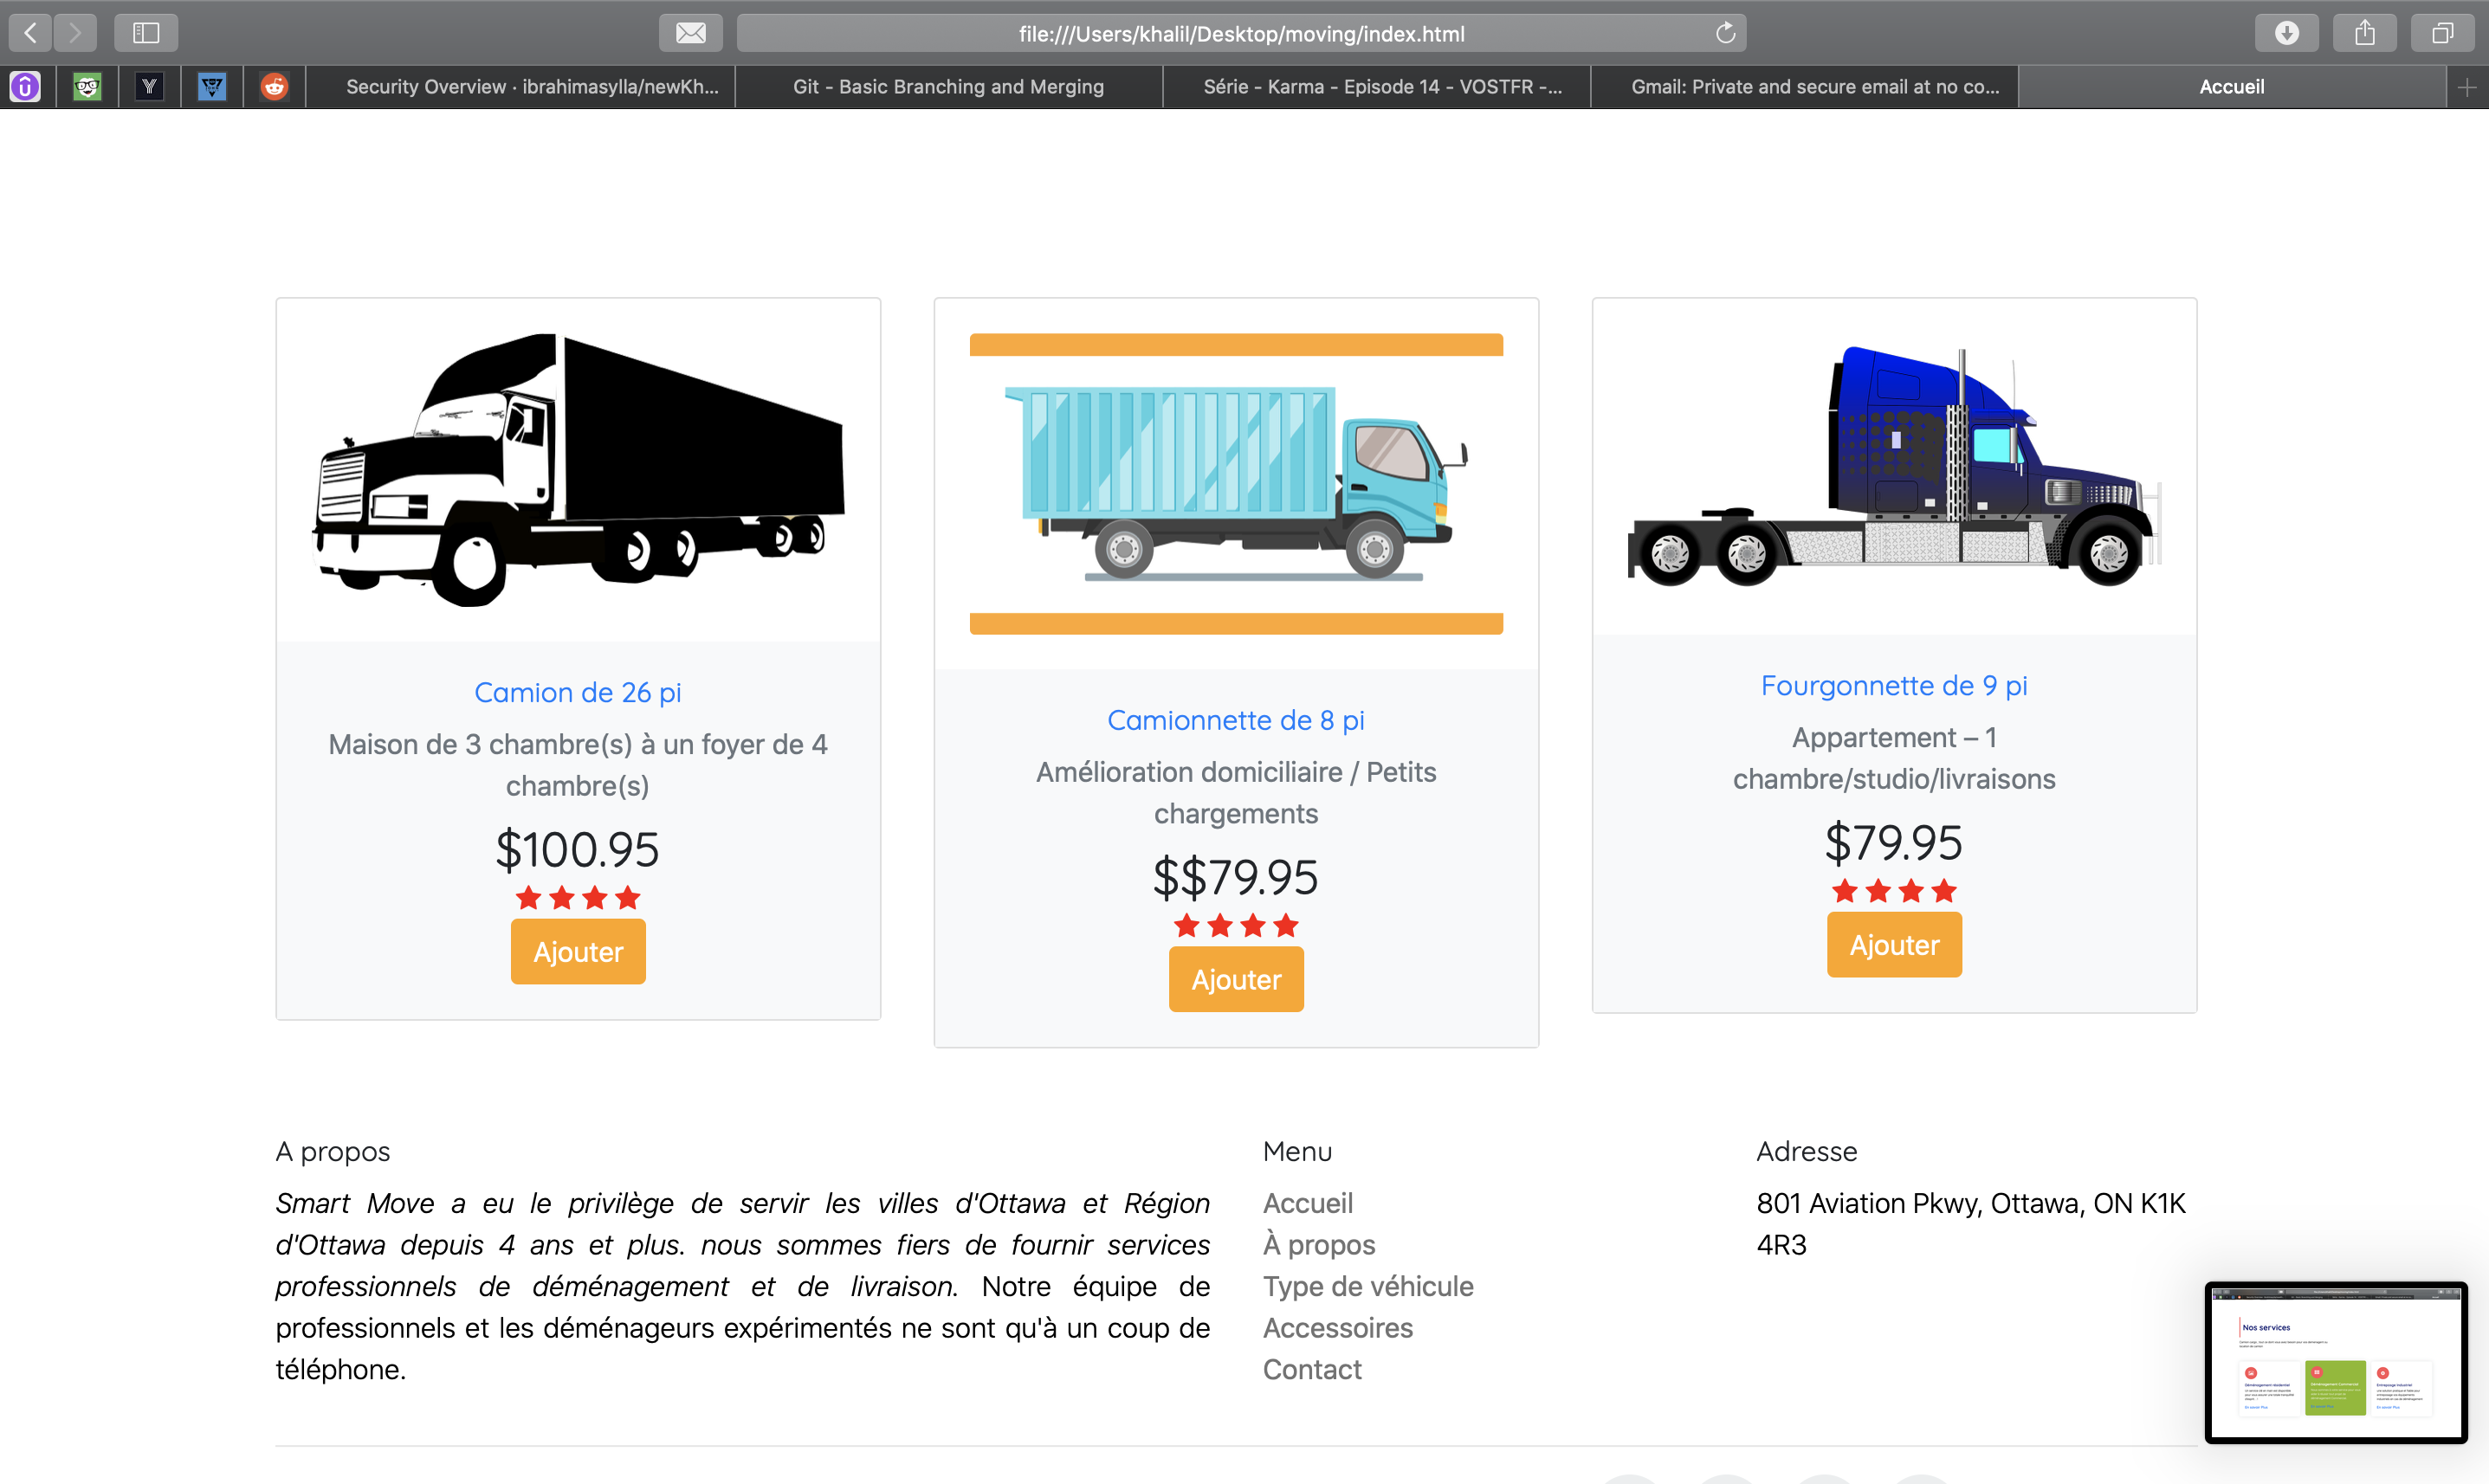 file:///Users/khalil/Desktop/moving/index.html
Security Overview · ibrahimasylla/newKh...
Git - Basic Branching and Merging
Série - Karma - Episode 14 - VOSTFR -...
Gmail: Private and secure email at no co...
Accueil
Camion de 26 pi
Maison de 3 chambre(s) à un foyer de 4
chambre(s)
$100.95
Ajouter
Camionnette de 8 pi
Amélioration domiciliaire / Petits
chargements
$$79.95
Ajouter
Fourgonnette de 9 pi
Appartement – 1
chambre/studio/livraisons
$79.95
Ajouter
A propos
Smart Move a eu le privilège de servir les villes d'Ottawa et Région
d'Ottawa depuis 4 ans et plus. nous sommes fiers de fournir services
professionnels de déménagement et de livraison. Notre équipe de
professionnels et les déménageurs expérimentés ne sont qu'à un coup de
téléphone.
Menu
Accueil
À propos
Type de véhicule
Accessoires
Contact
Adresse
801 Aviation Pkwy, Ottawa, ON K1K
4R3
Nos services